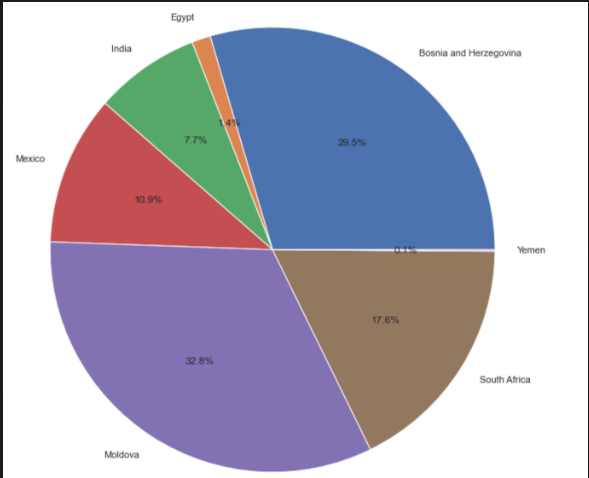 Egypt
India
Bosnia and Herzegovina
1.4%
7.7%
29.5%
Mexico
10.9%
0.1%
Yemen
17.6%
32.8%
South Africa
Moldova